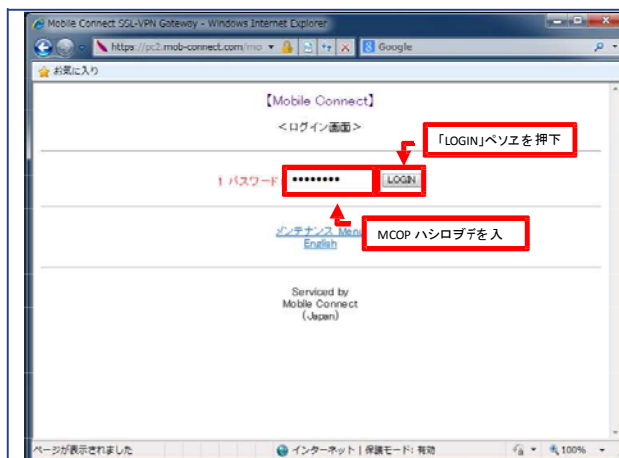 Mobile Connect SSL-VPN Gateway - Windows Internet Explorer
https://pc2.mob-connect.com/mo
Google
お気に入り
【Mobile Connect】
<ログイン画面>
「LOGIN」ペソヱを押下
1 パスワード:
LOGIN
MCOP ハシロブデを入
メンテナンス Menu
English
Serviced by
Mobile Connect
(Japan)
ページが表示されました
インターネット | 保護モード: 有効
100%